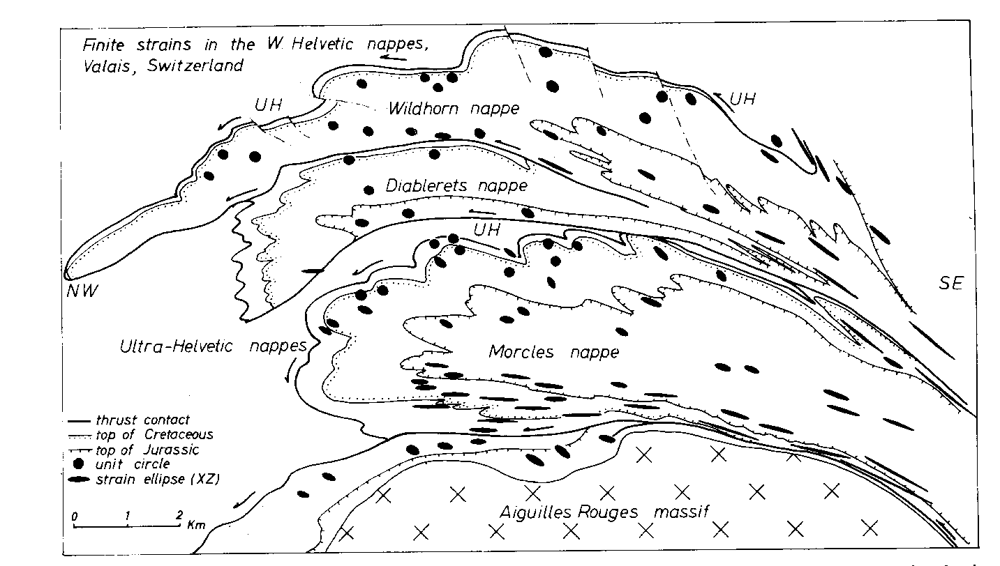 Finite strains in the W. Helvetic nappes,
Valais, Switzerland
UH
UH
Wildhorn nappe
Diablerets nappe
UH
NW
SE
Ultra-Helvetic nappes
Morcles nappe
thrust contact
top of Cretaceous
top of Jurassic
unit circle
strain ellipse (XZ)
0 1 2 Km
Aiguilles Rouges massif